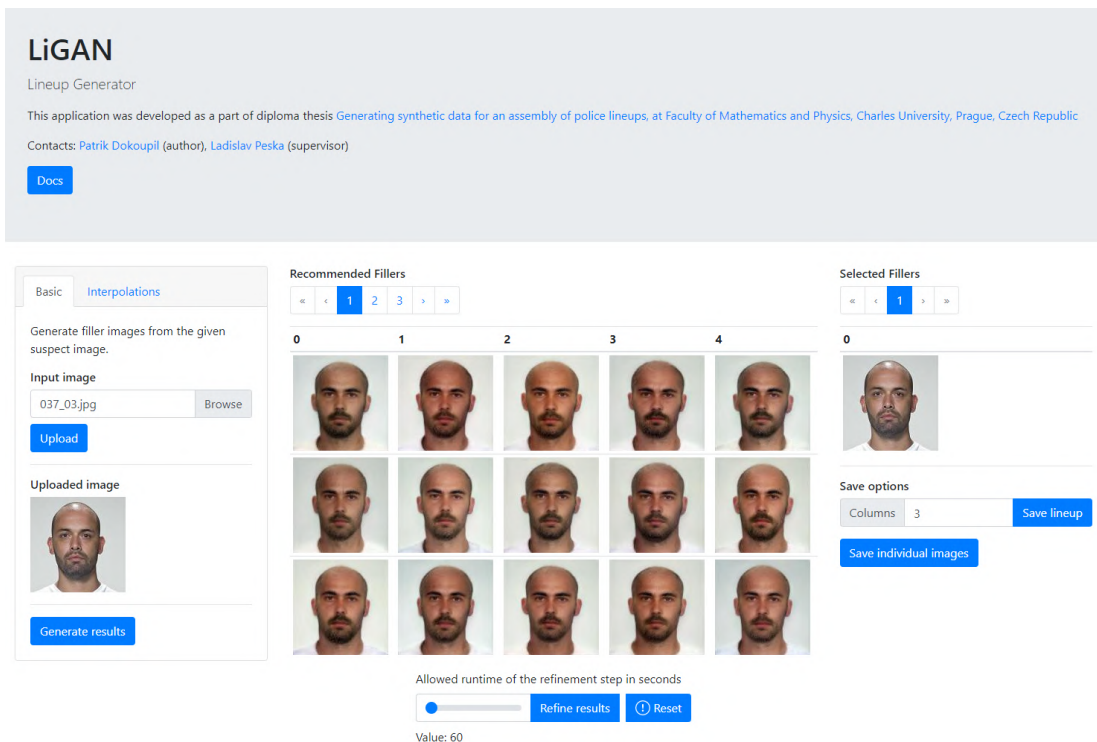 LiGAN
Lineup Generator
This application was developed as a part of diploma thesis Generating synthetic data for an assembly of police lineups, at Faculty of Mathematics and Physics, Charles University, Prague, Czech Republic
Contacts: Patrik Dokoupil (author), Ladislav Peska (supervisor)
Docs
Basic Interpolations
Generate filler images from the given
suspect image.
Input image
037_03.jpg Browse
Upload
Uploaded image
Generate results
Recommended Fillers
« ‹ 1 2 3 › »
0 1 2 3 4
Allowed runtime of the refinement step in seconds
Refine results Reset
Value: 60
Selected Fillers
« ‹ 1 › »
0
Save options
Columns 3 Save lineup
Save individual images